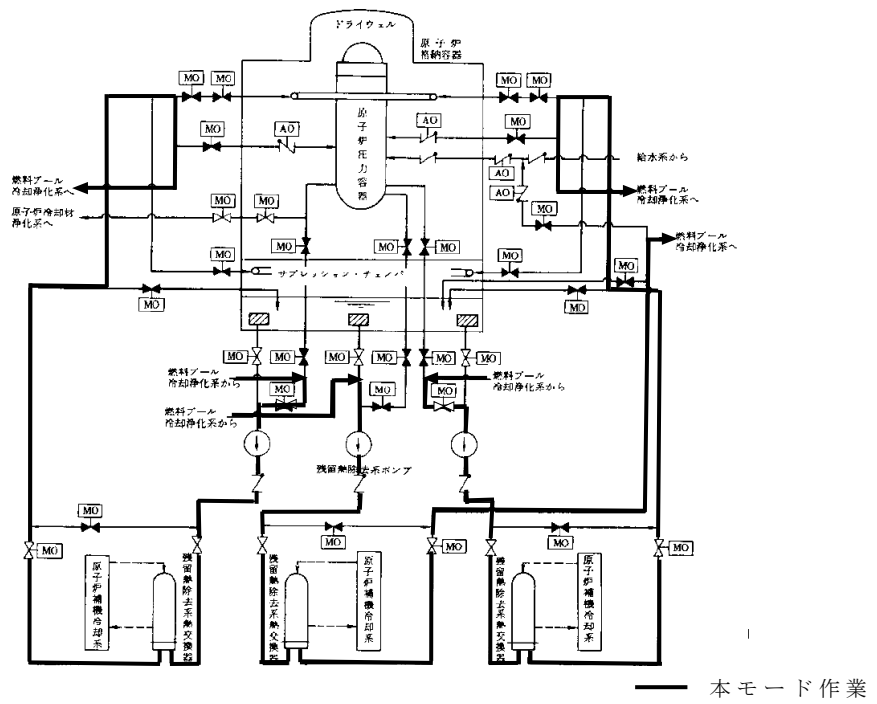 ドライウェル
原子炉
格納容器
MO
MO
MO
MO
原子炉圧力容器
MO
AO
AO
MO
給水系から
AO
燃料プール
冷却浄化系へ
燃料プール
冷却浄化系へ
MO
MO
AO
MO
原子炉冷却材
浄化系へ
燃料プール
冷却浄化系へ
MO
MO
MO
MO
MO
MO
サプレッション・チェンバ
MO
MO
MO
MO
MO
MO
MO
MO
燃料プール
冷却浄化系から
燃料プール
冷却浄化系から
MO
MO
MO
燃料プール
冷却浄化系から
残留熱除去系ポンプ
MO
MO
MO
MO
MO
MO
原子炉補機冷却系
残留熱除去系熱交換器
残留熱除去系熱交換器
原子炉補機冷却系
残留熱除去系熱交換器
原子炉補機冷却系
本モード作業